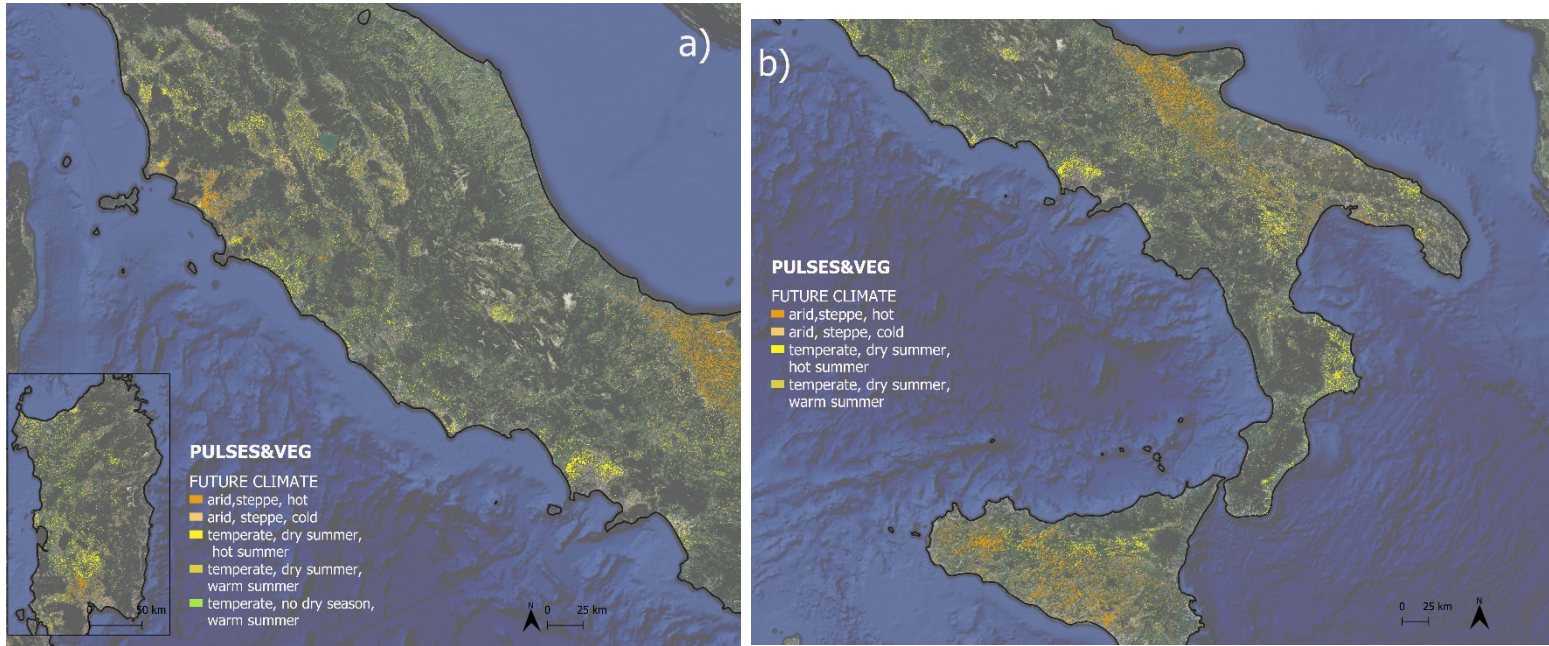 a)
PULSES&VEG
FUTURE CLIMATE
arid,steppe, hot
arid, steppe, cold
temperate, dry summer,
hot summer
temperate, dry summer,
warm summer
temperate, no dry season,
warm summer
0 50 km
N
0 25 km
b)
PULSES&VEG
FUTURE CLIMATE
arid,steppe, hot
arid, steppe, cold
temperate, dry summer,
hot summer
temperate, dry summer,
warm summer
0 25 km
N